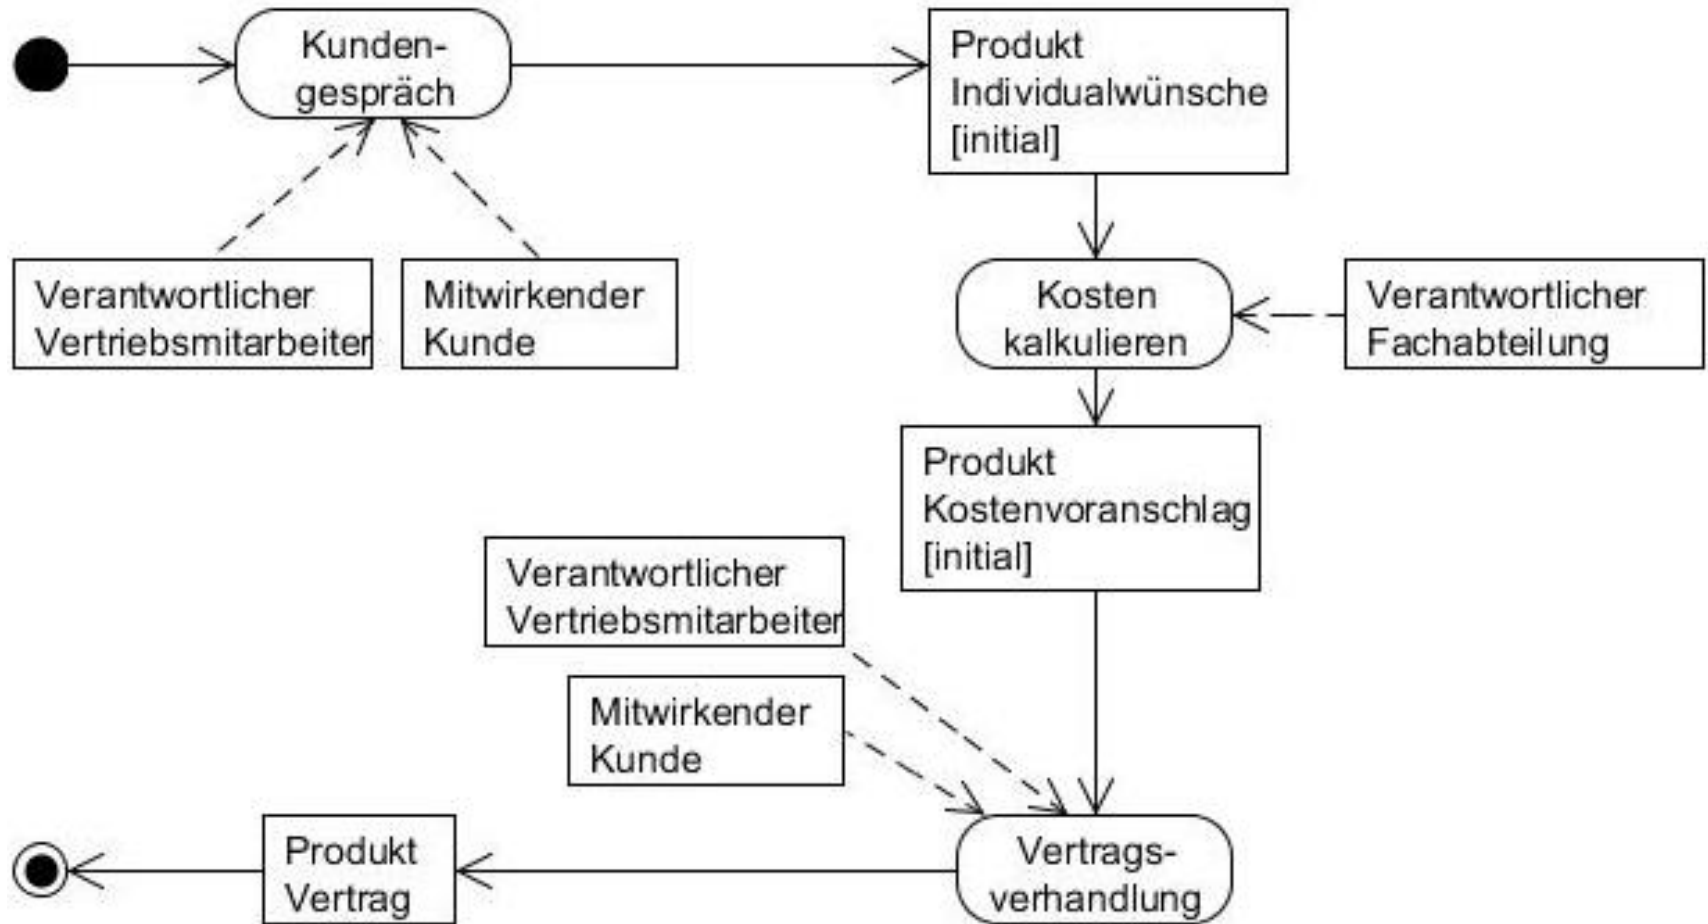 Kunden-
gespräch
Produkt
Individualwünsche
[initial]
Verantwortlicher
Vertriebsmitarbeiter
Mitwirkender
Kunde
Kosten
kalkulieren
Verantwortlicher
Fachabteilung
Produkt
Kostenvoranschlag
[initial]
Verantwortlicher
Vertriebsmitarbeiter
Mitwirkender
Kunde
Produkt
Vertrag
Vertrags-
verhandlung